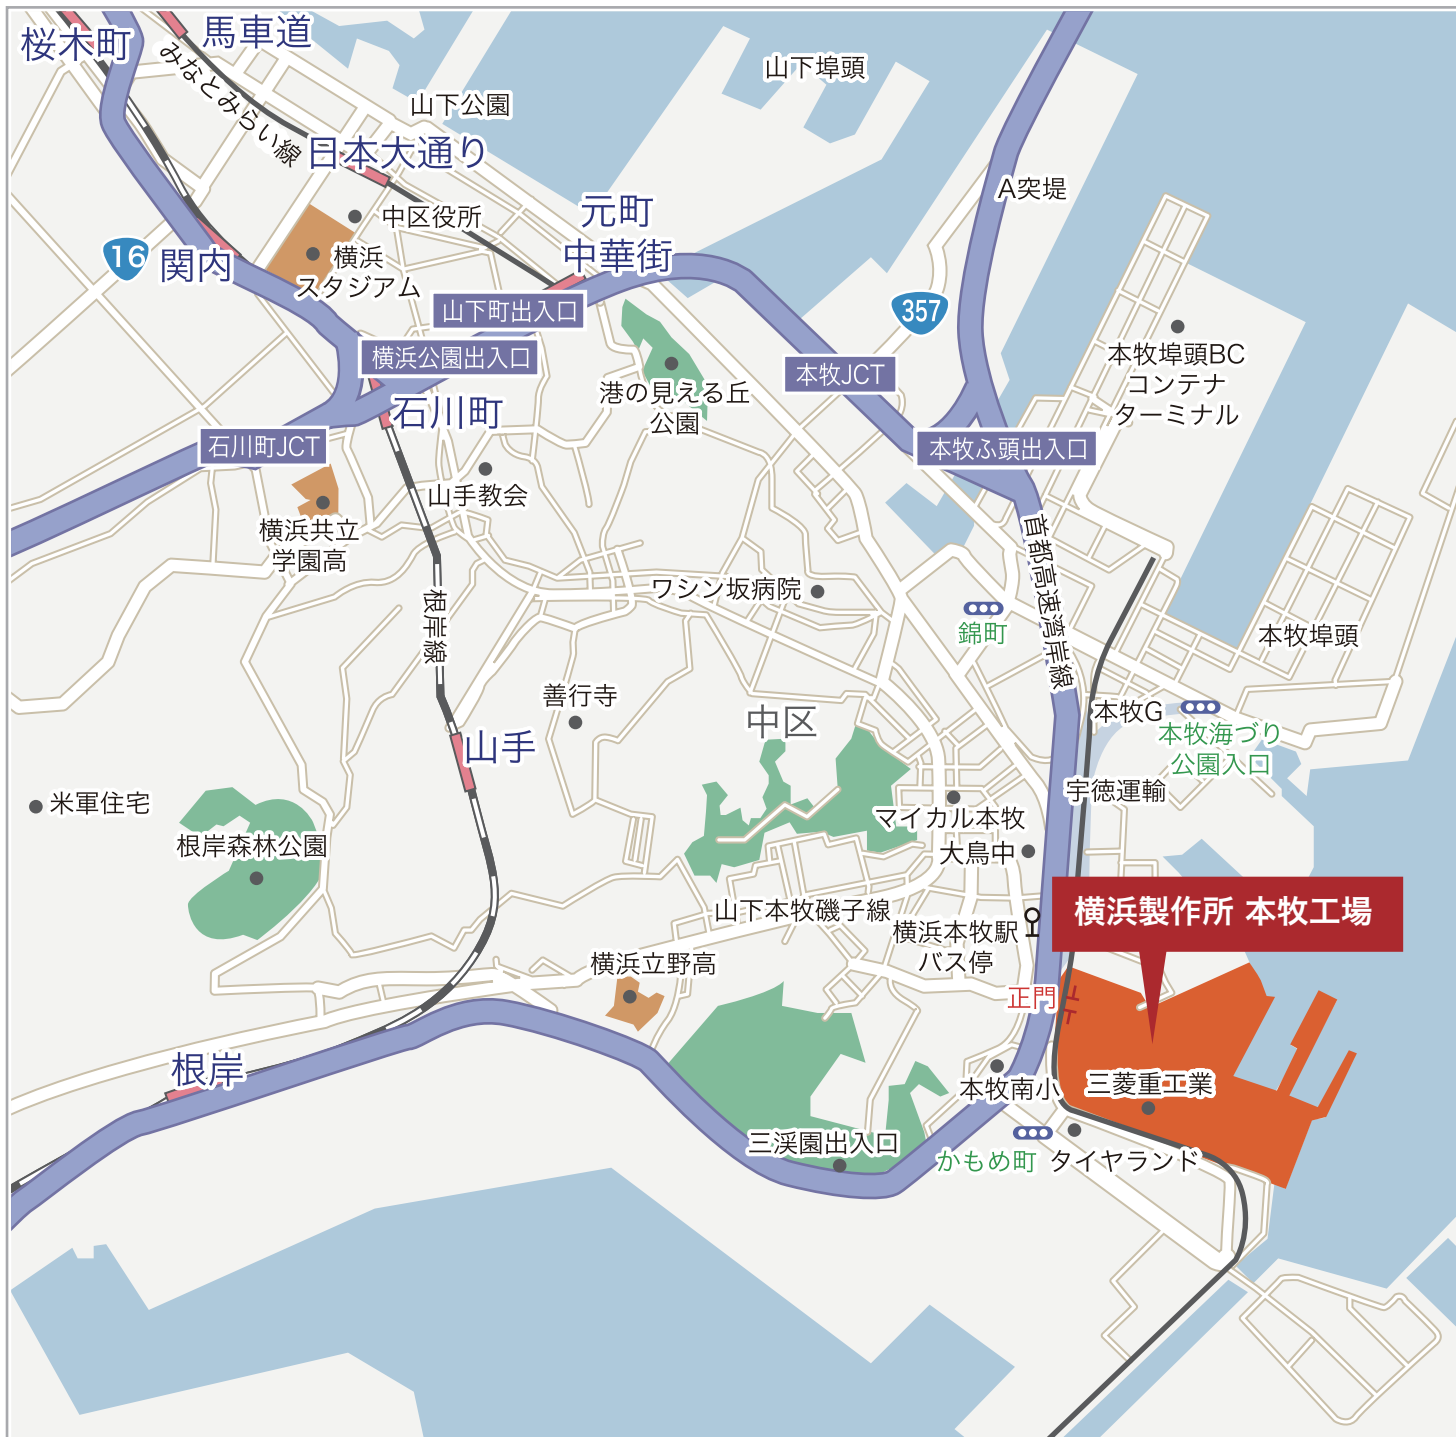 桜木町
馬車道
みなとみらい線
山下公園
山下埠頭
日本大通り
A突堤
中区役所
元町
中華街
16
関内
横浜
スタジアム
山下町出入口
357
横浜公園出入口
本牧埠頭BC
コンテナ
ターミナル
港の見える丘
公園
本牧JCT
石川町
石川町JCT
本牧ふ頭出入口
山手教会
横浜共立
学園高
首都高速湾岸線
ワシン坂病院
根岸線
錦町
本牧埠頭
善行寺
中区
本牧G
本牧海づり
公園入口
山手
宇徳運輸
米軍住宅
マイカル本牧
根岸森林公園
大鳥中
山下本牧磯子線
横浜製作所 本牧工場
横浜本牧駅
バス停
横浜立野高
正門
根岸
本牧南小
三菱重工業
三渓園出入口
かもめ町
タイヤランド